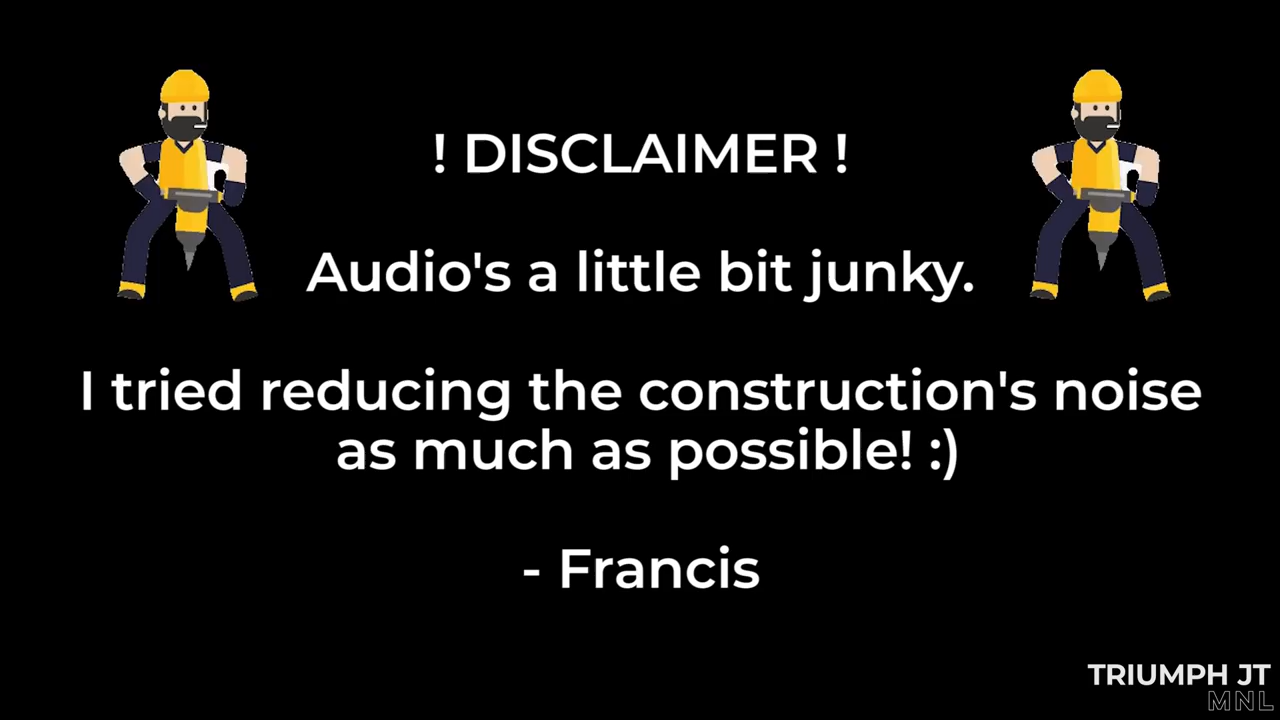 ! DISCLAIMER !
Audio's a little bit junky.
I tried reducing the construction's noise
as much as possible! :)
- Francis
TRIUMPH JT
MNL